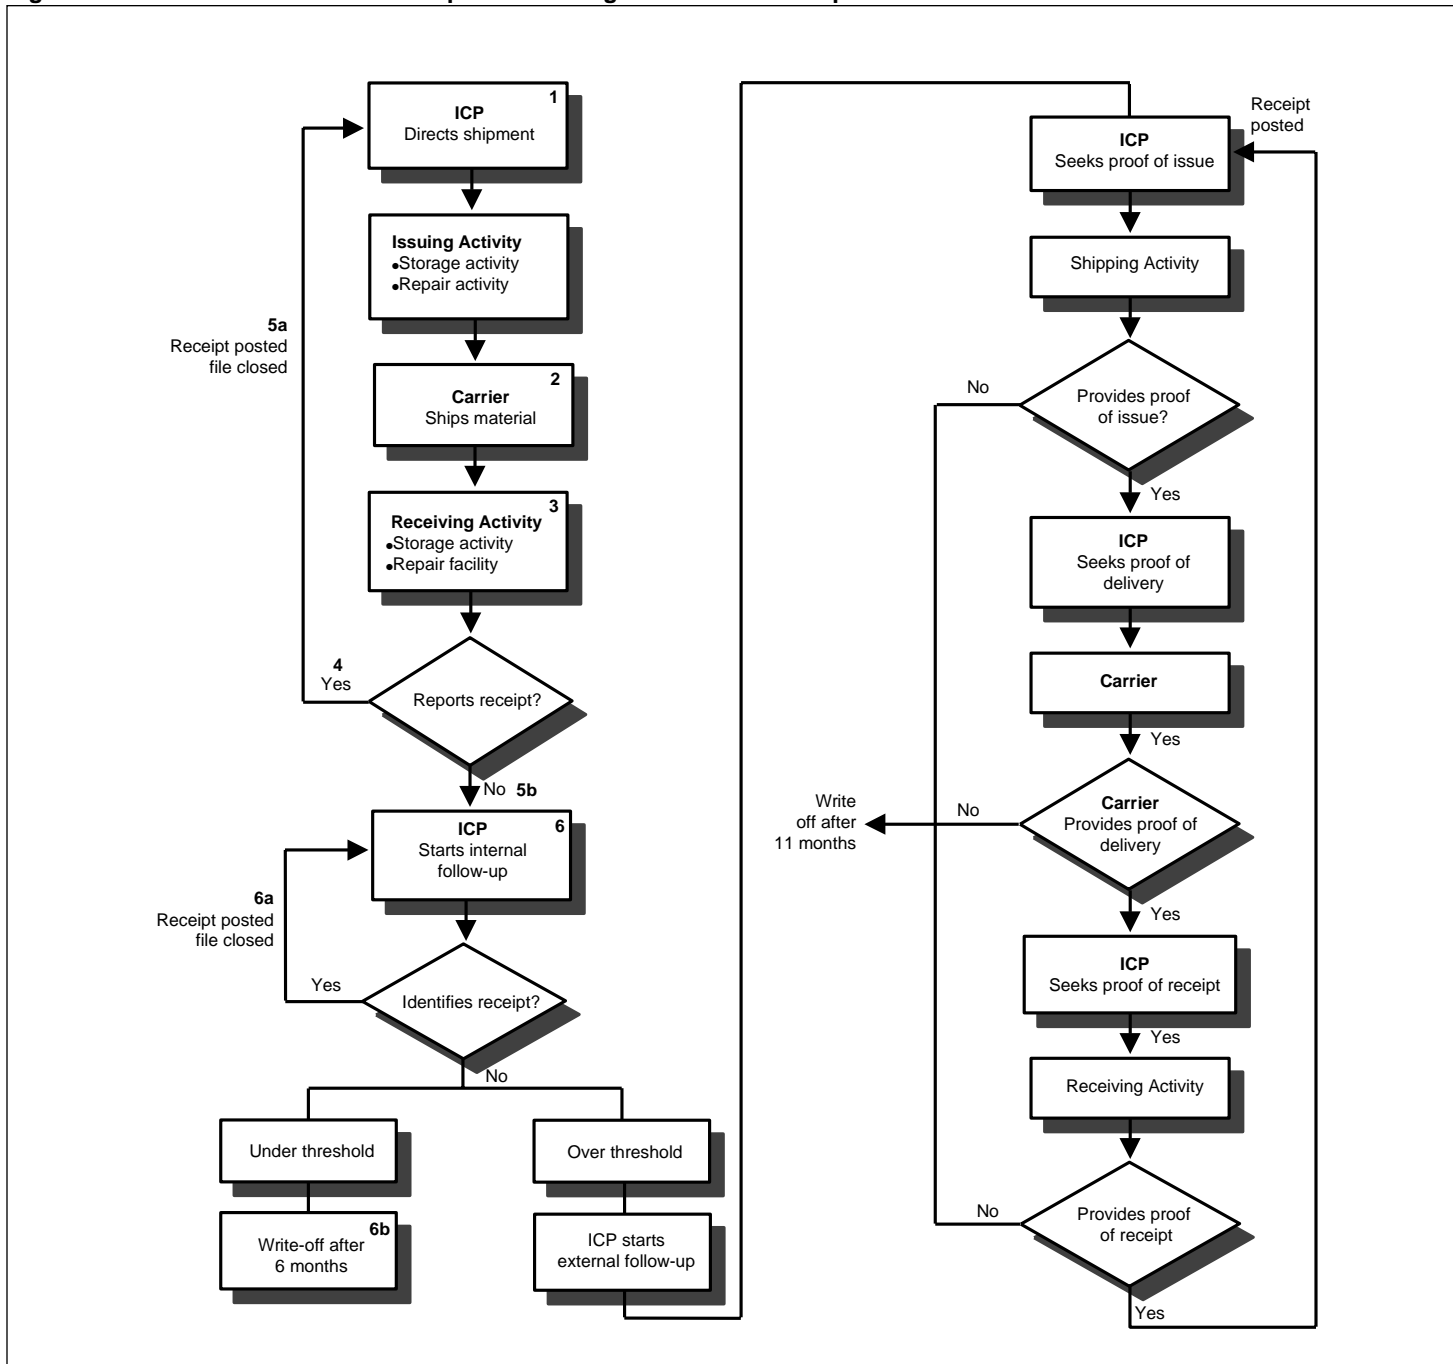 1
ICP
Directs shipment
Issuing Activity
•Storage activity
•Repair activity
5a
Receipt posted
file closed
2
Carrier
Ships material
3
Receiving Activity
•Storage activity
•Repair facility
4
Yes
Reports receipt?
No 5b
6
ICP
Starts internal
follow-up
6a
Receipt posted
file closed
Yes
Identifies receipt?
No
Under threshold
Over threshold
6b
Write-off after
6 months
ICP starts
external follow-up
Receipt
posted
ICP
Seeks proof of issue
Shipping Activity
No
Provides proof
of issue?
Yes
ICP
Seeks proof of
delivery
Carrier
Yes
Write
off after
11 months
No
Carrier
Provides proof of
delivery
Yes
ICP
Seeks proof of receipt
Yes
Receiving Activity
No
Provides proof
of receipt
Yes